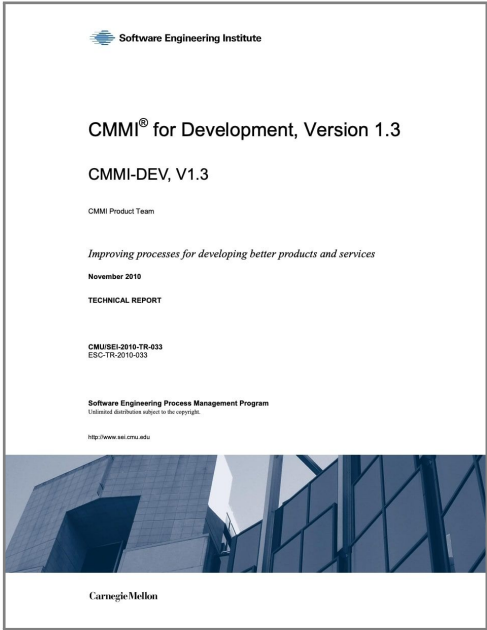 Software Engineering Institute
CMMI® for Development, Version 1.3
CMMI-DEV, V1.3
CMMI Product Team
Improving processes for developing better products and services
November 2010
TECHNICAL REPORT
CMU/SEI-2010-TR-033
ESC-TR-2010-033
Software Engineering Process Management Program
Unlimited distribution subject to the copyright.
http://www.sei.cmu.edu
CarnegieMellon